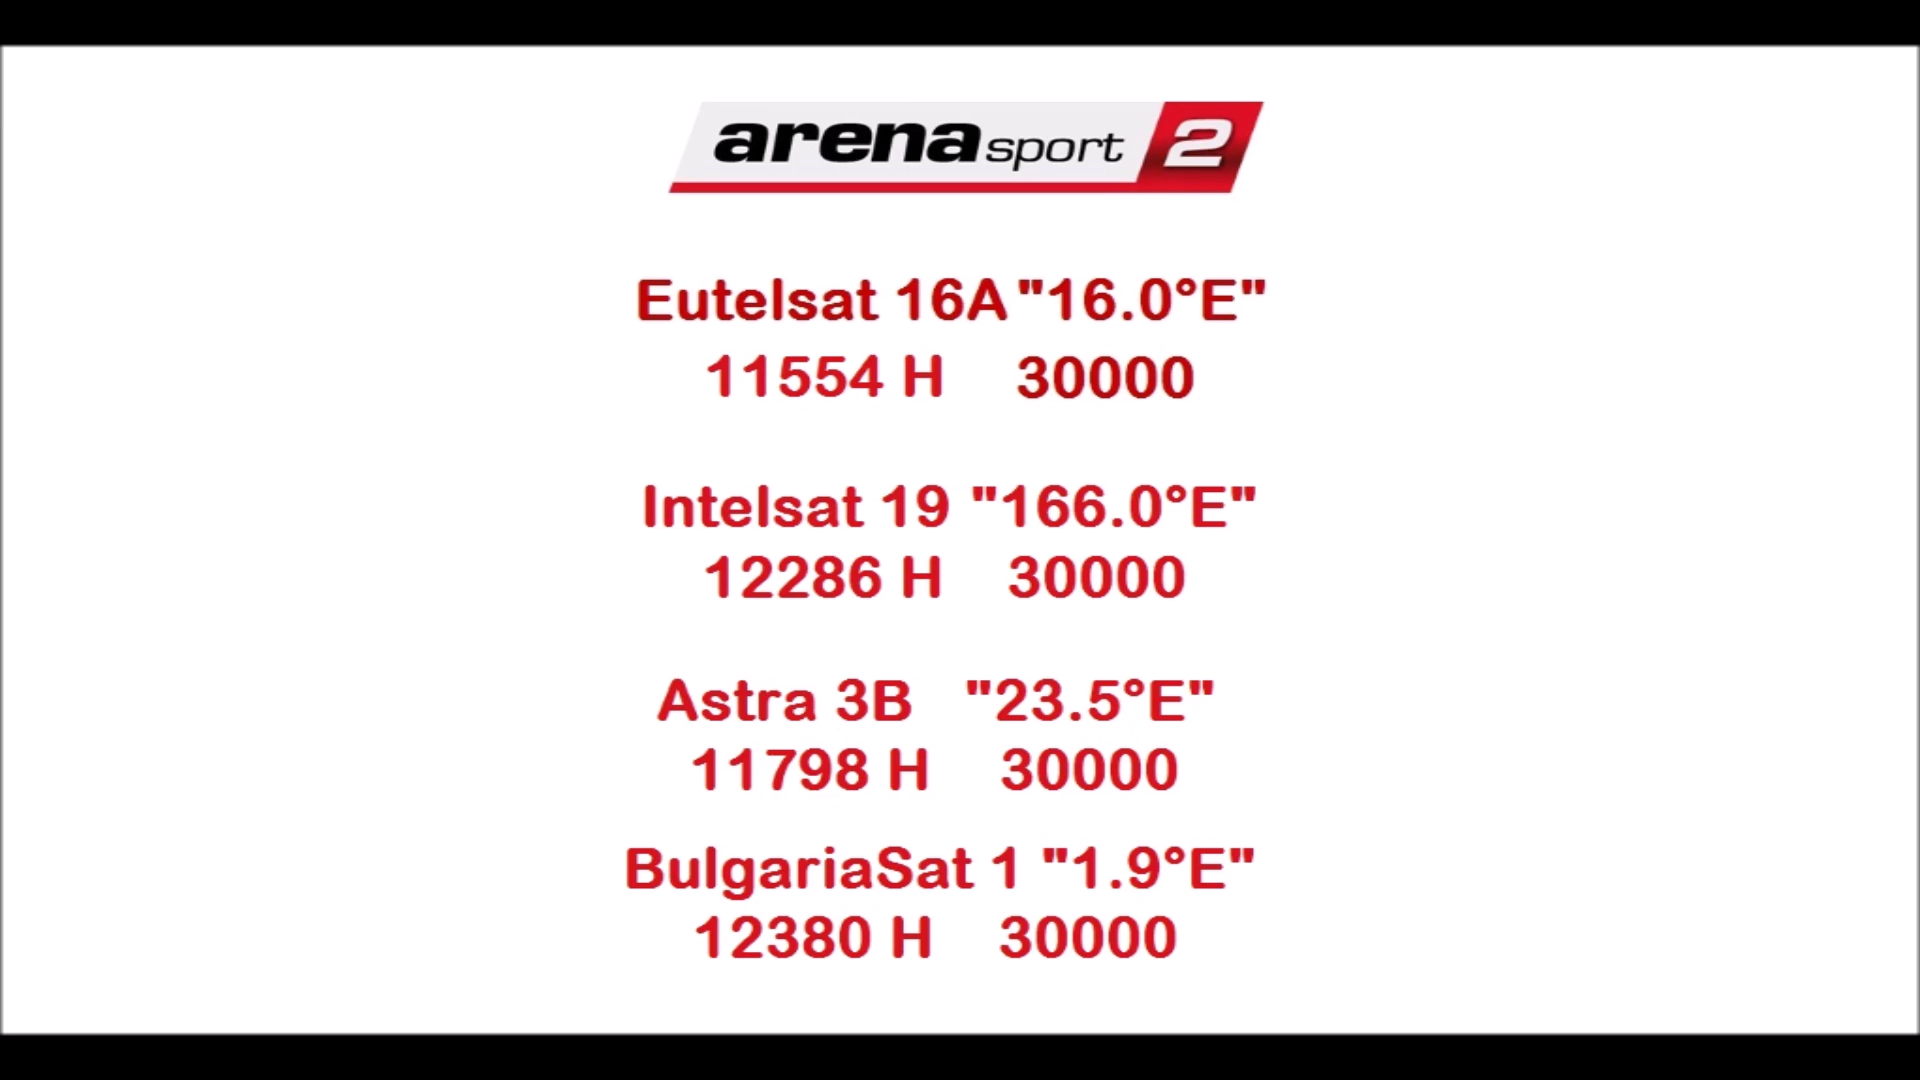 arena sport 2
Eutelsat 16A "16.0°E"
11554 H 30000
Intelsat 19 "166.0°E"
12286 H 30000
Astra 3B "23.5°E"
11798 H 30000
BulgariaSat 1 "1.9°E"
12380 H 30000